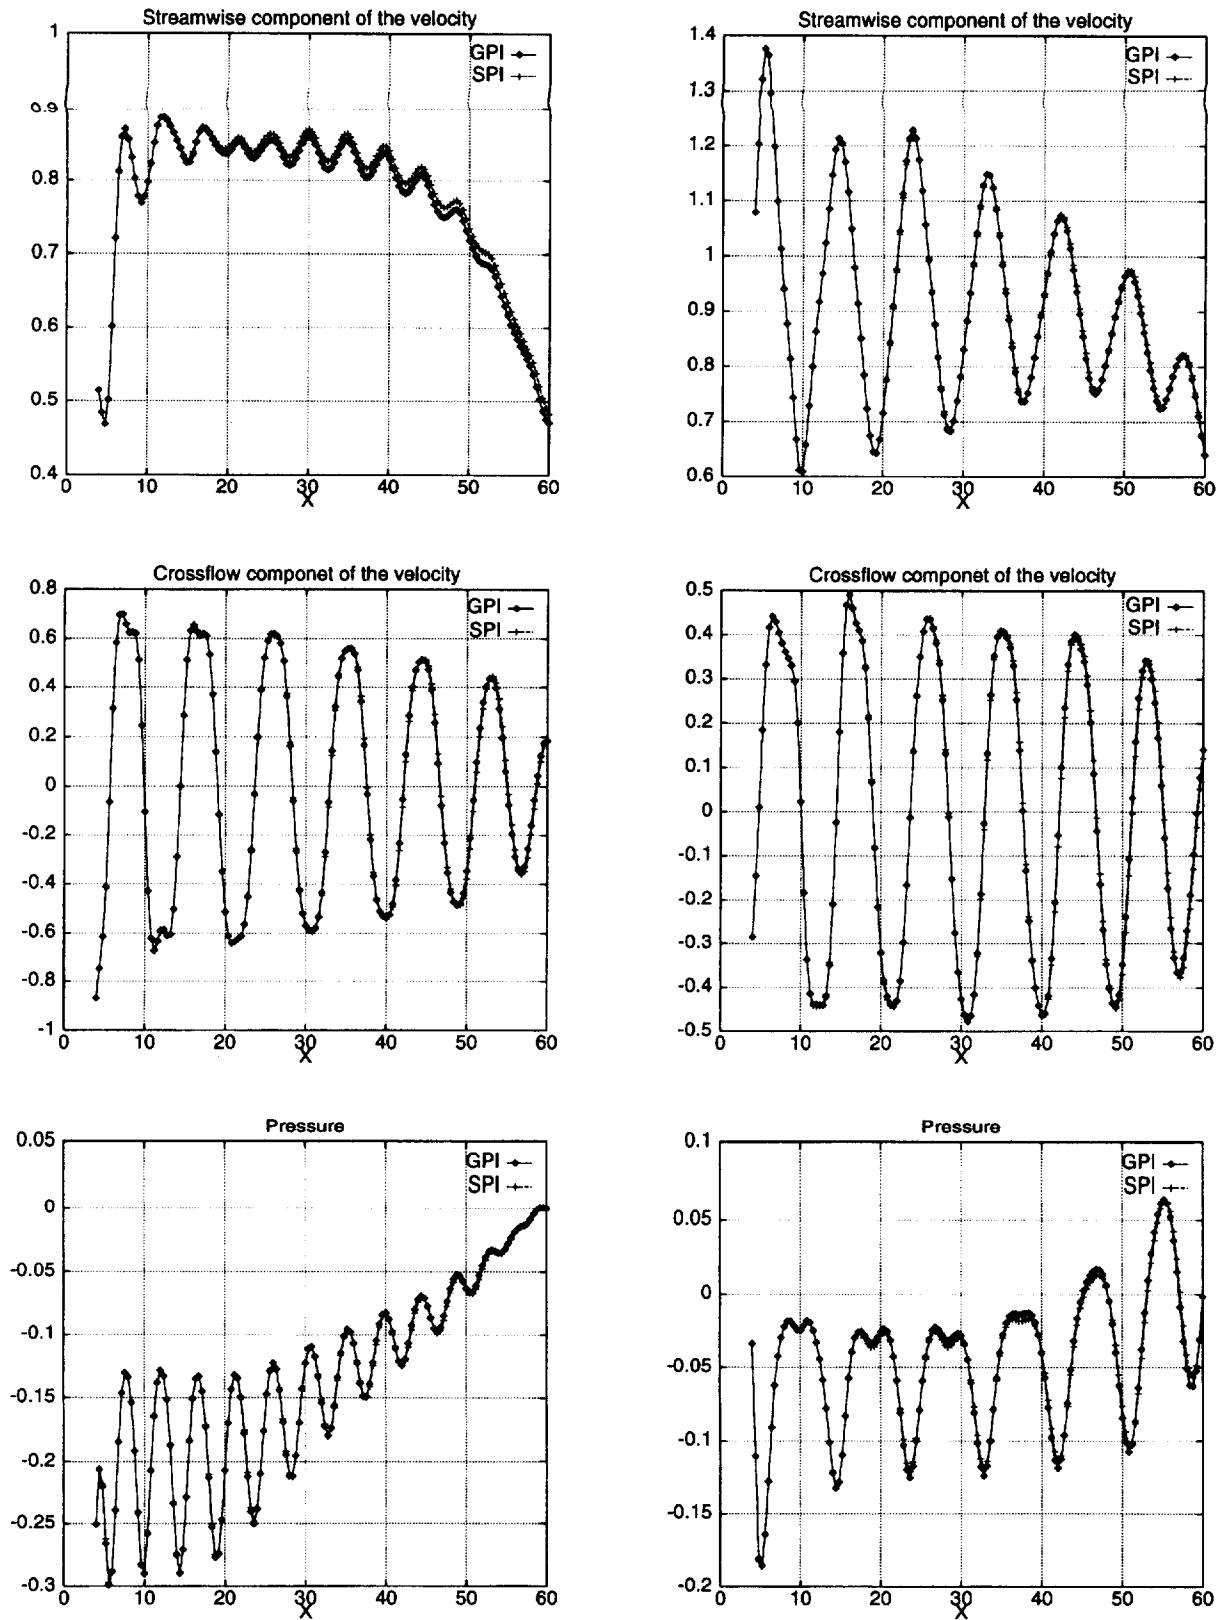 Streamwise component of the velocity
1
GPI
SPI
0.9
0.8
0.7
0.6
0.5
0.4
0 10 20 30 40 50 60
X
Streamwise component of the velocity
1.4
GPI
SPI
1.3
1.2
1.1
1
0.9
0.8
0.7
0.6
0 10 20 30 40 50 60
X
Crossflow componet of the velocity
0.8
GPI
SPI
0.6
0.4
0.2
0
-0.2
-0.4
-0.6
-0.8
-1
0 10 20 30 40 50 60
X
Crossflow componet of the velocity
0.5
GPI
SPI
0.4
0.3
0.2
0.1
0
-0.1
-0.2
-0.3
-0.4
-0.5
0 10 20 30 40 50 60
X
Pressure
0.05
GPI
SPI
0
-0.05
-0.1
-0.15
-0.2
-0.25
-0.3
0 10 20 30 40 50 60
X
Pressure
0.1
GPI
SPI
0.05
0
-0.05
-0.1
-0.15
-0.2
0 10 20 30 40 50 60
X